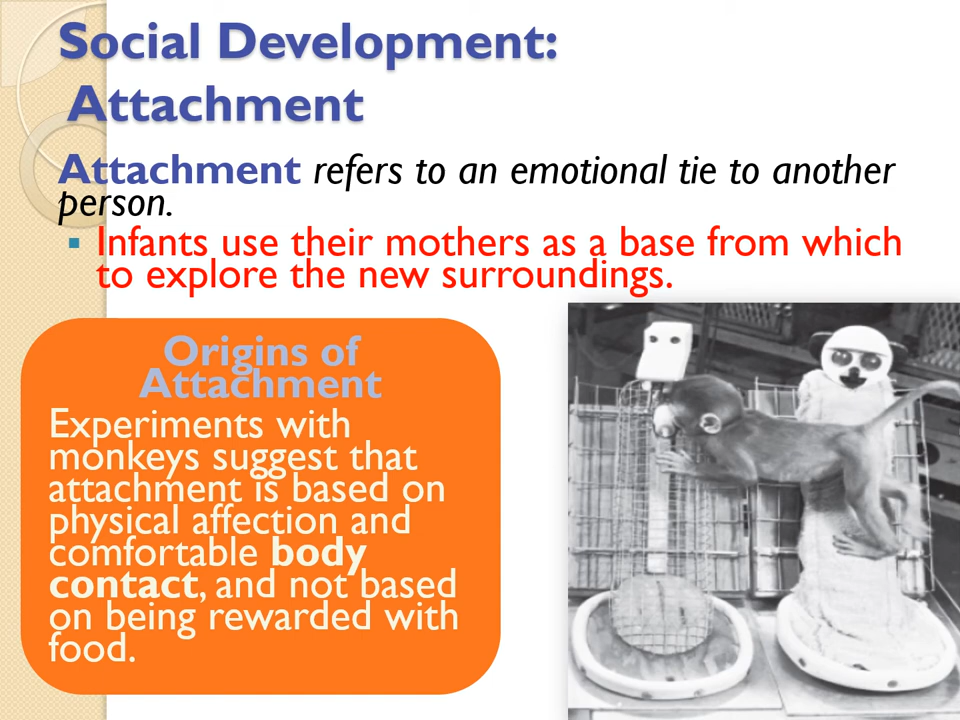 Social Development:
Attachment
Attachment refers to an emotional tie to another
person.
▪ Infants use their mothers as a base from which
to explore the new surroundings.
Origins of
Attachment
Experiments with
monkeys suggest that
attachment is based on
physical affection and
comfortable body
contact, and not based
on being rewarded with
food.